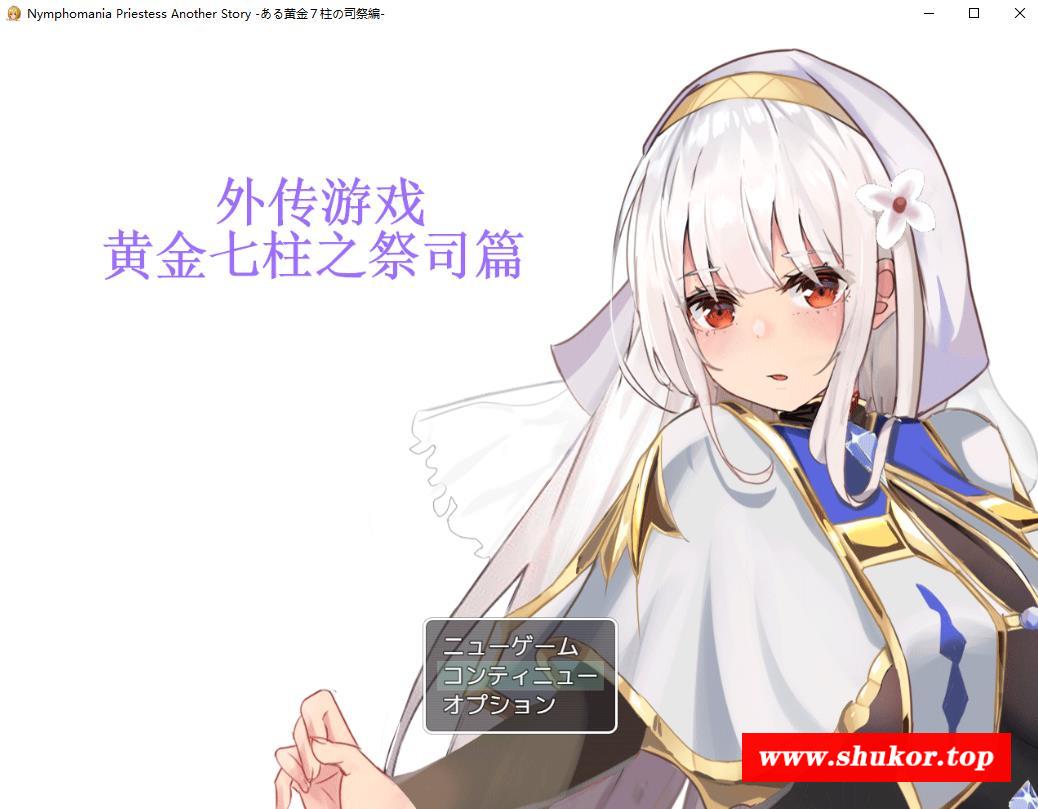 Nymphomania Priestess Another Story -ある黄金７柱の司祭編-
外传游戏
黄金七柱之祭司篇
ニューゲーム
コンティニュー
オプション
www.shukor.top